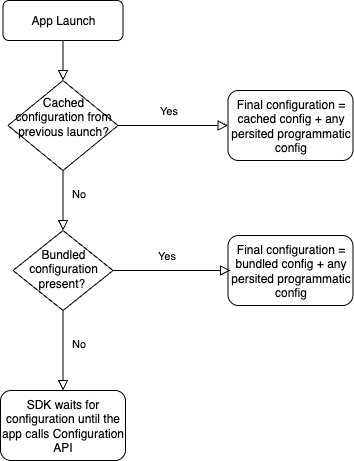 App Launch
Cached
configuration from
previous launch?
Yes
Final configuration =
cached config + any
persited programmatic
config
No
Bundled
configuration
present?
Yes
Final configuration =
bundled config + any
persited programmatic
config
No
SDK waits for
configuration until the
app calls Configuration
API